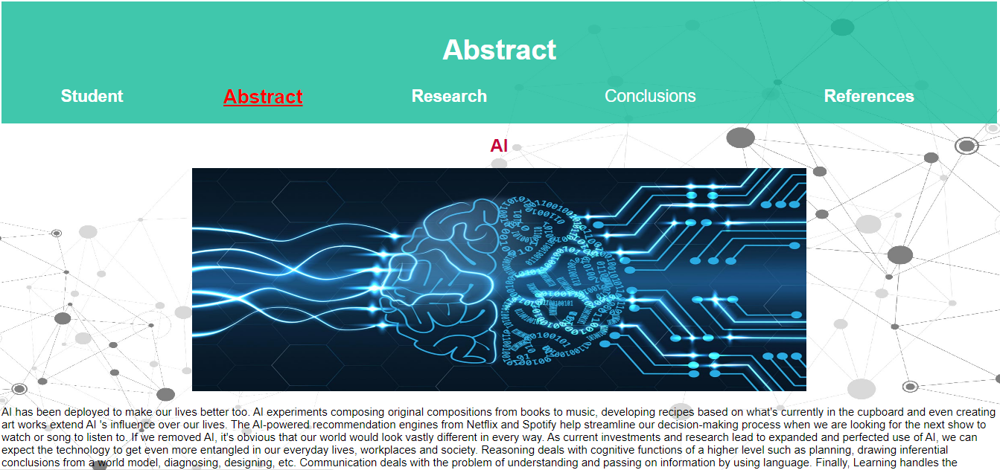 Abstract
Student Abstract Research Conclusions References
AI
AI has been deployed to make our lives better too. AI experiments composing original compositions from books to music, developing recipes based on what's currently in the cupboard and even creating
art works extend AI 's influence over our lives. The AI-powered recommendation engines from Netflix and Spotify help streamline our decision-making process when we are looking for the next show to
watch or song to listen to. If we removed AI, it's obvious that our world would look vastly different in every way. As current investments and research lead to expanded and perfected use of AI, we can
expect the technology to get even more entangled in our everyday lives, workplaces and society. Reasoning deals with cognitive functions of a higher level such as planning, drawing inferential
conclusions from a world model, diagnosing, designing, etc. Communication deals with the problem of understanding and passing on information by using language. Finally, Learning handles the